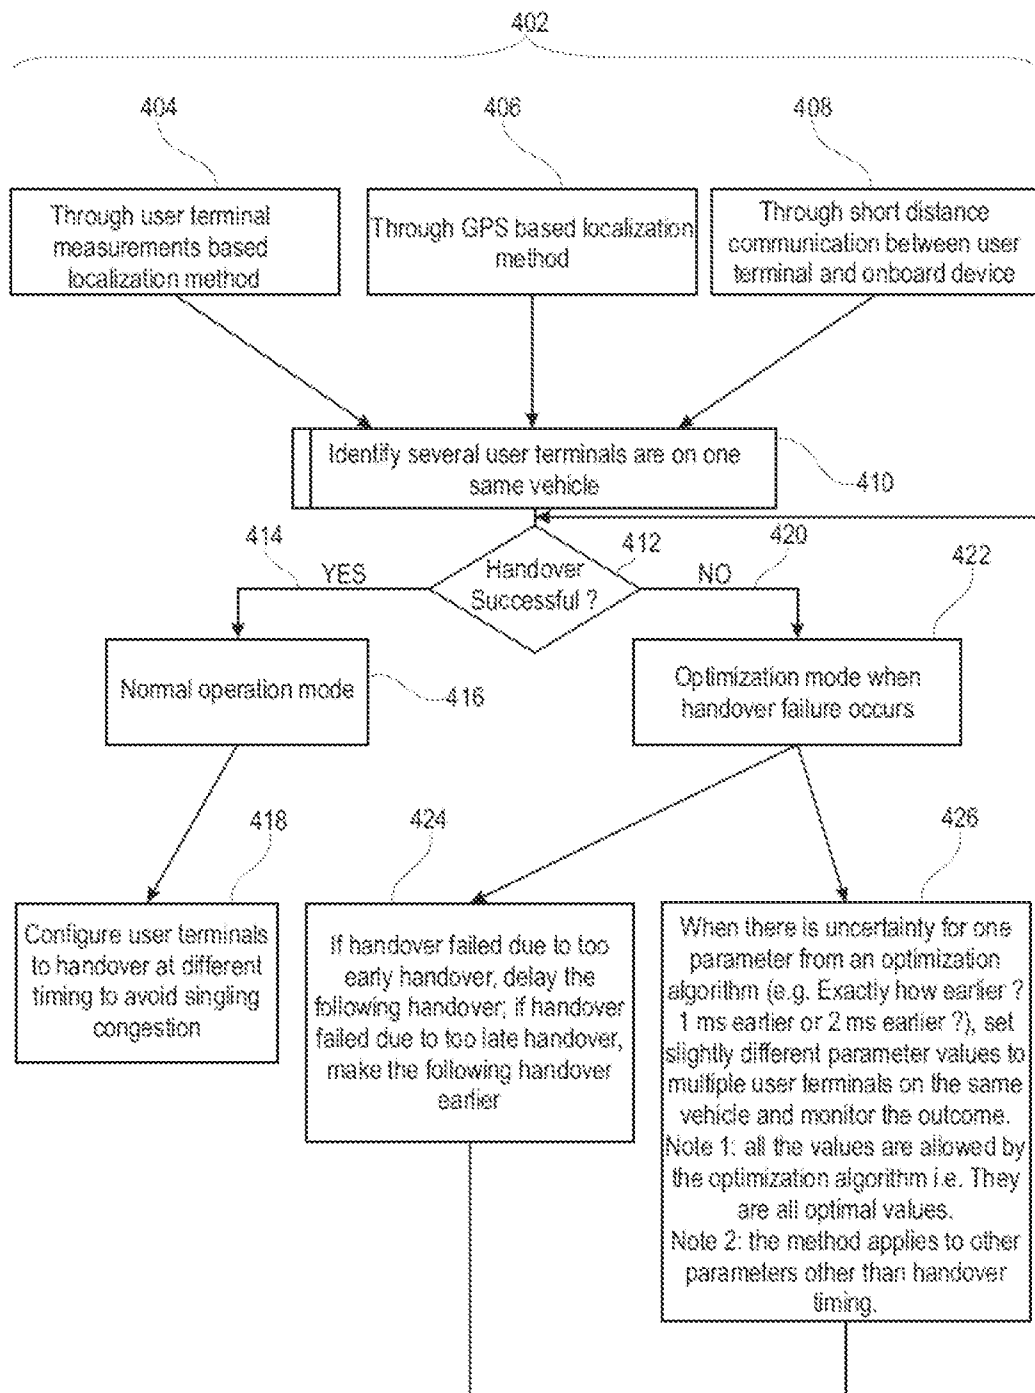 402
404
406
408
Through user terminal
measurements based
localization method
Through GPS based localization
method
Through short distance
communication between user
terminal and onboard device
Identify several user terminals are on one
same vehicle
410
414
412
420
422
YES
Handover
Successful ?
NO
Normal operation mode
416
Optimization mode when
handover failure occurs
418
424
426
Configure user terminals
to handover at different
timing to avoid singling
congestion
If handover failed due to too
early handover, delay the
following handover; if handover
failed due to too late handover,
make the following handover
earlier
When there is uncertainty for one
parameter from an optimization
algorithm (e.g. Exactly how earlier ?
1 ms earlier or 2 ms earlier ?), set
slightly different parameter values to
multiple user terminals on the same
vehicle and monitor the outcome.
Note 1: all the values are allowed by
the optimization algorithm i.e. They
are all optimal values.
Note 2: the method applies to other
parameters other than handover
timing.